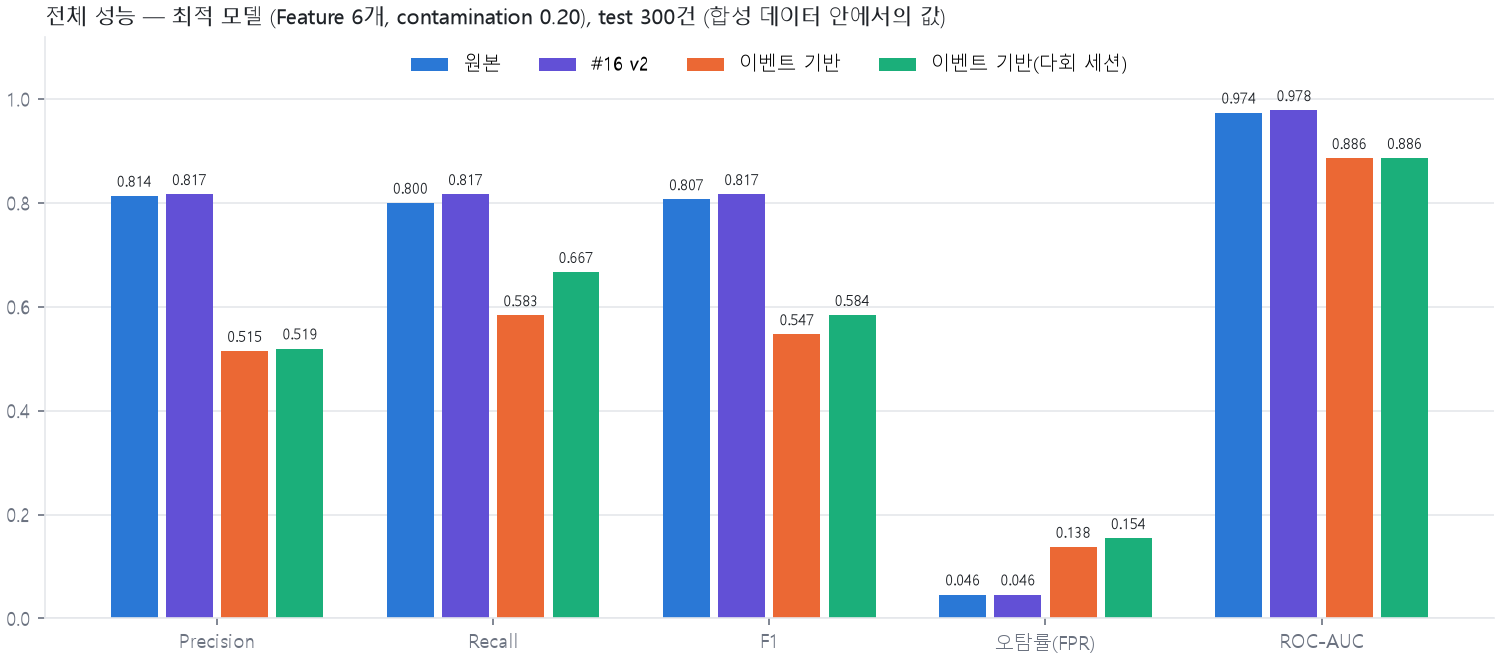 전체 성능 — 최적 모델 (Feature 6개, contamination 0.20), test 300건 (합성 데이터 안에서의 값)
원본 #16 v2 이벤트 기반 이벤트 기반(다회 세션)
1.0
0.8
0.6
0.4
0.2
0.0
0.814 0.817 0.515 0.519
0.800 0.817 0.583 0.667
0.807 0.817 0.547 0.584
0.046 0.046 0.138 0.154
0.974 0.978 0.886 0.886
Precision Recall F1 오탐률(FPR) ROC-AUC